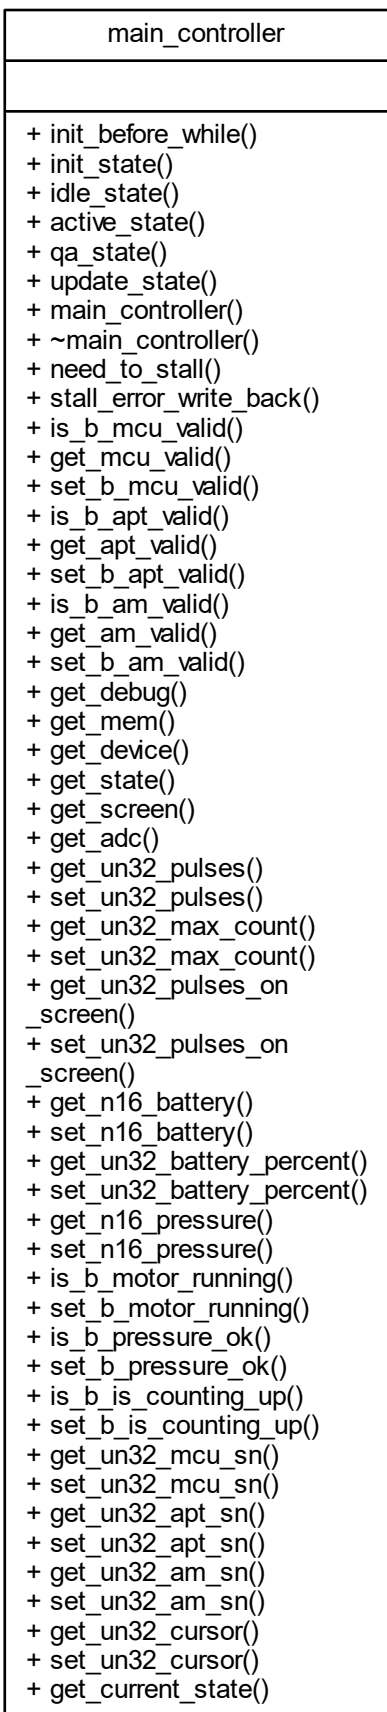 main_controller
+ init_before_while()
+ init_state()
+ idle_state()
+ active_state()
+ qa_state()
+ update_state()
+ main_controller()
+ ~main_controller()
+ need_to_stall()
+ stall_error_write_back()
+ is_b_mcu_valid()
+ get_mcu_valid()
+ set_b_mcu_valid()
+ is_b_apt_valid()
+ get_apt_valid()
+ set_b_apt_valid()
+ is_b_am_valid()
+ get_am_valid()
+ set_b_am_valid()
+ get_debug()
+ get_mem()
+ get_device()
+ get_state()
+ get_screen()
+ get_adc()
+ get_un32_pulses()
+ set_un32_pulses()
+ get_un32_max_count()
+ set_un32_max_count()
+ get_un32_pulses_on
_screen()
+ set_un32_pulses_on
_screen()
+ get_n16_battery()
+ set_n16_battery()
+ get_un32_battery_percent()
+ set_un32_battery_percent()
+ get_n16_pressure()
+ set_n16_pressure()
+ is_b_motor_running()
+ set_b_motor_running()
+ is_b_pressure_ok()
+ set_b_pressure_ok()
+ is_b_is_counting_up()
+ set_b_is_counting_up()
+ get_un32_mcu_sn()
+ set_un32_mcu_sn()
+ get_un32_apt_sn()
+ set_un32_apt_sn()
+ get_un32_am_sn()
+ set_un32_am_sn()
+ get_un32_cursor()
+ set_un32_cursor()
+ get_current_state()